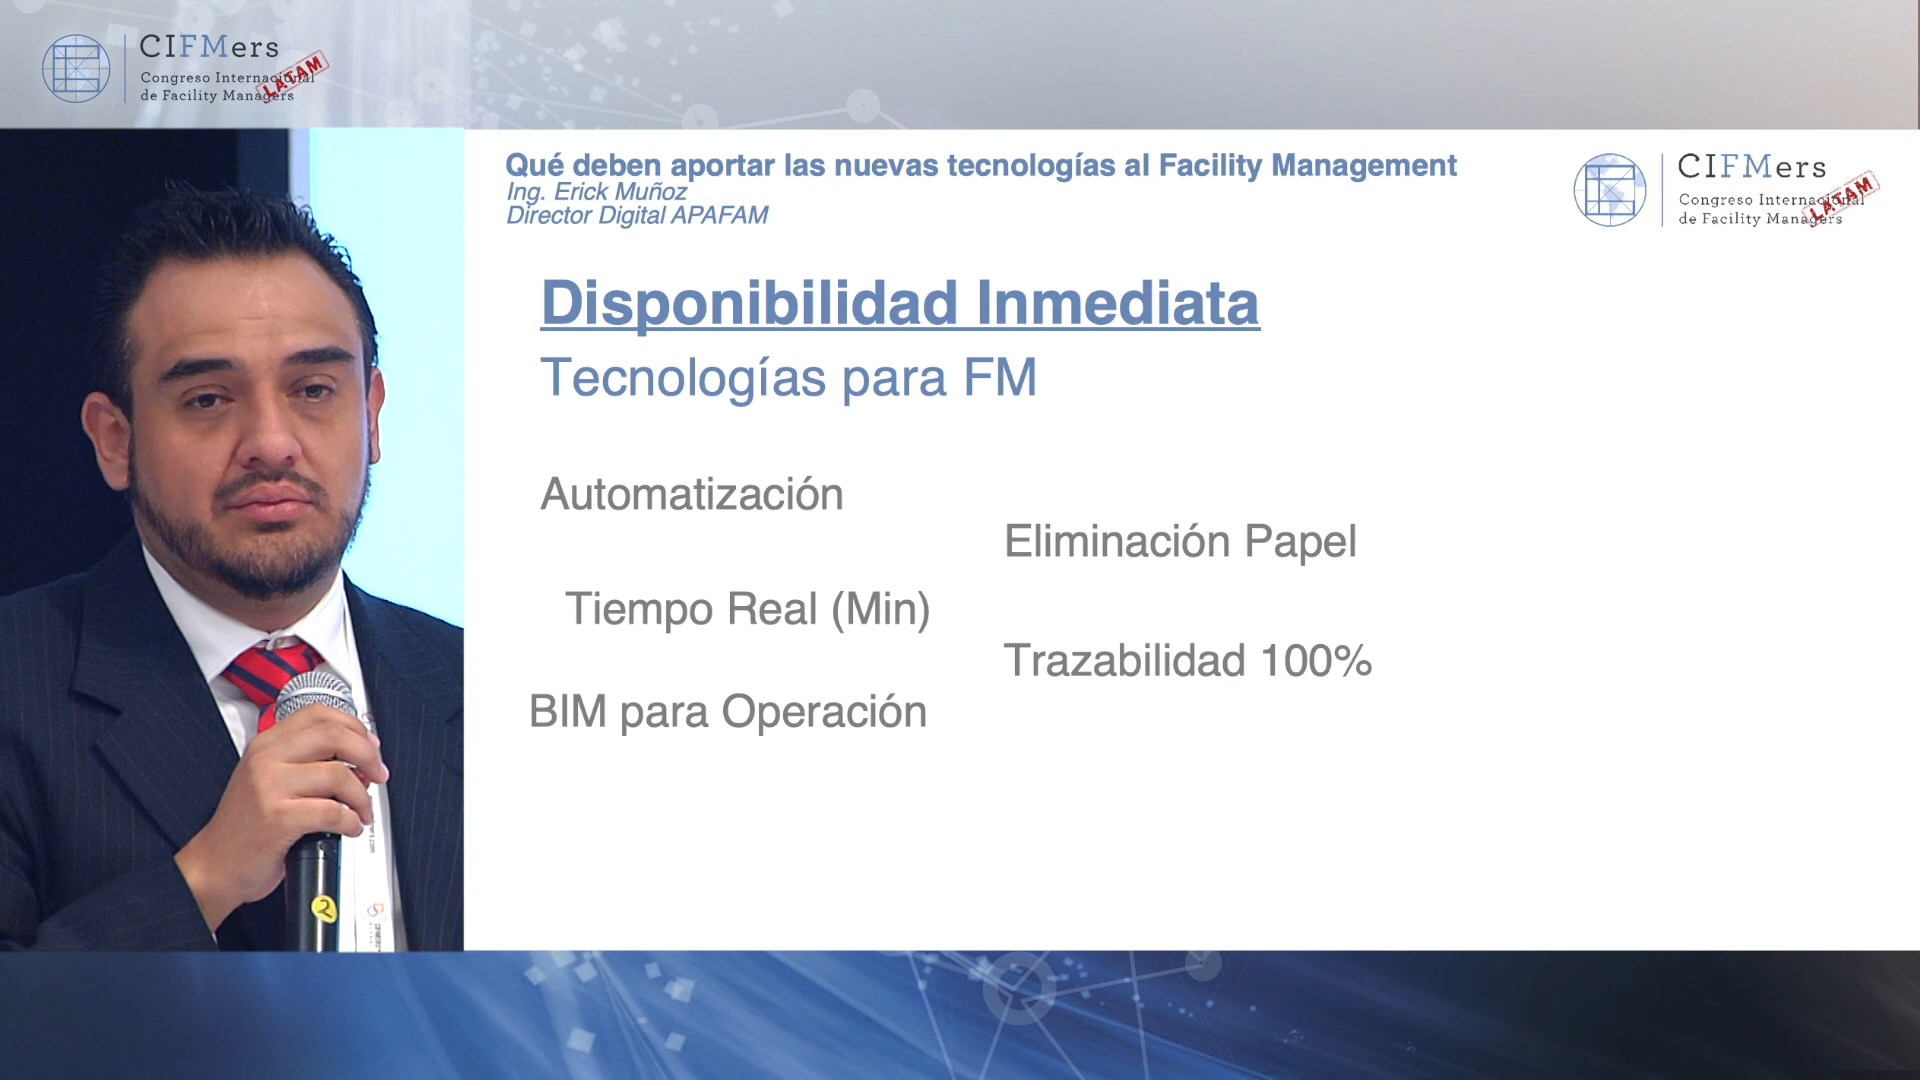 CIFMers
Congreso Internacional
de Facility Managers
LATAM
Qué deben aportar las nuevas tecnologías al Facility Management
Ing. Erick Muñoz
Director Digital APAFAM
CIFMers
Congreso Internacional
de Facility Managers
LATAM
Disponibilidad Inmediata
Tecnologías para FM
Automatización
Eliminación Papel
Tiempo Real (Min)
Trazabilidad 100%
BIM para Operación
2